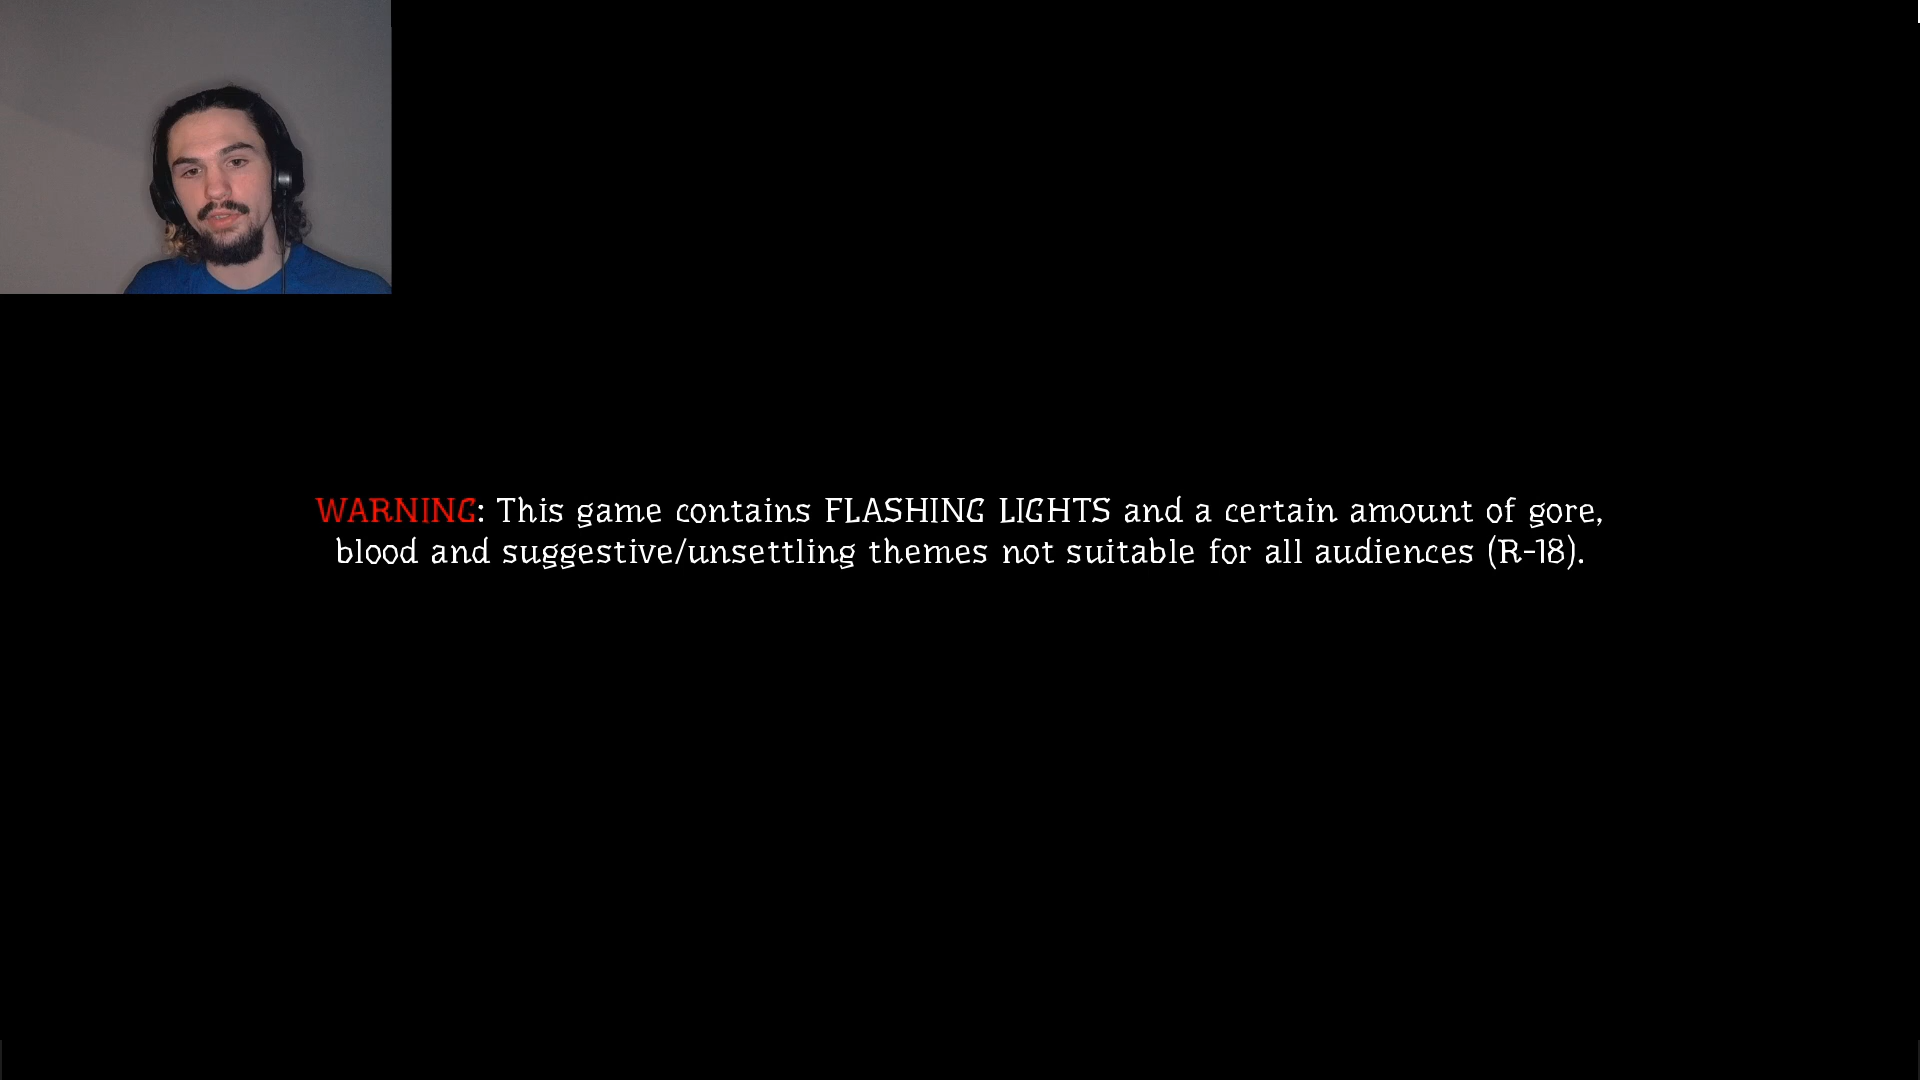 WARNING: This game contains FLASHING LIGHTS and a certain amount of gore,
blood and suggestive/unsettling themes not suitable for all audiences (R-18).